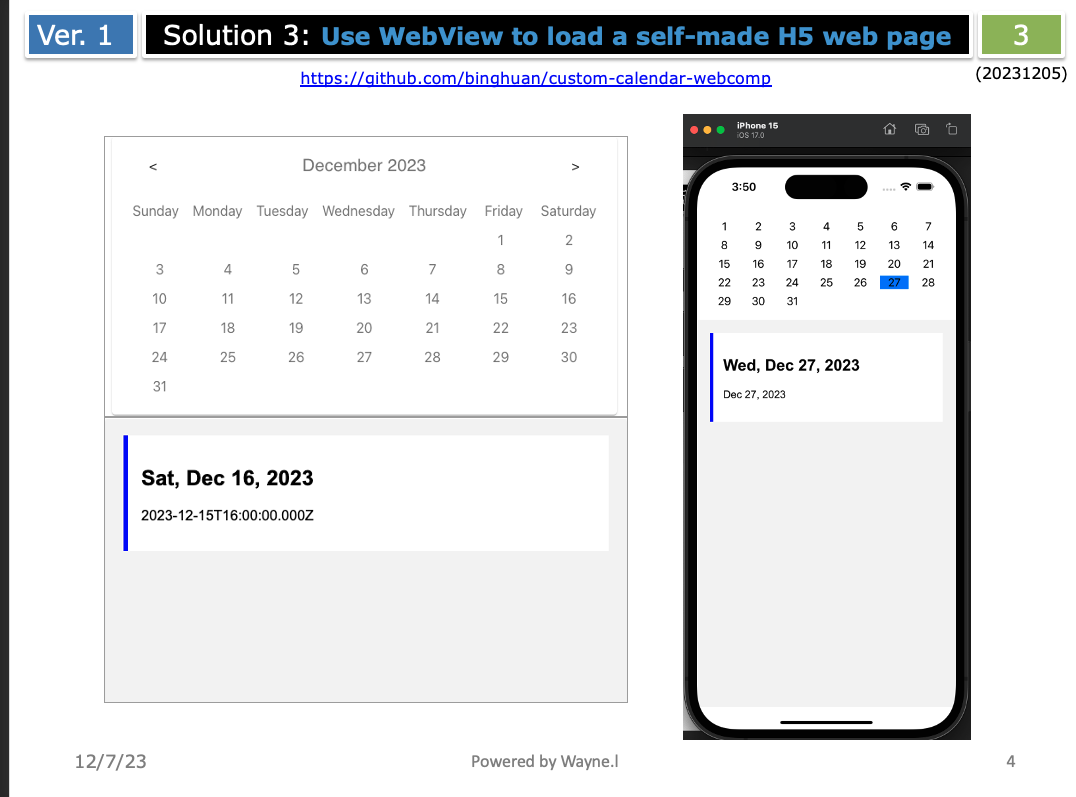 Ver. 1
Solution 3: Use WebView to load a self-made H5 web page
3
https://github.com/binghuan/custom-calendar-webcomp
(20231205)
< December 2023 >
Sunday Monday Tuesday Wednesday Thursday Friday Saturday
1 2
3 4 5 6 7 8 9
10 11 12 13 14 15 16
17 18 19 20 21 22 23
24 25 26 27 28 29 30
31
Sat, Dec 16, 2023
2023-12-15T16:00:00.000Z
iPhone 15
iOS 17.0
3:50
1 2 3 4 5 6 7
8 9 10 11 12 13 14
15 16 17 18 19 20 21
22 23 24 25 26 27 28
29 30 31
Wed, Dec 27, 2023
Dec 27, 2023
12/7/23
Powered by Wayne.l
4